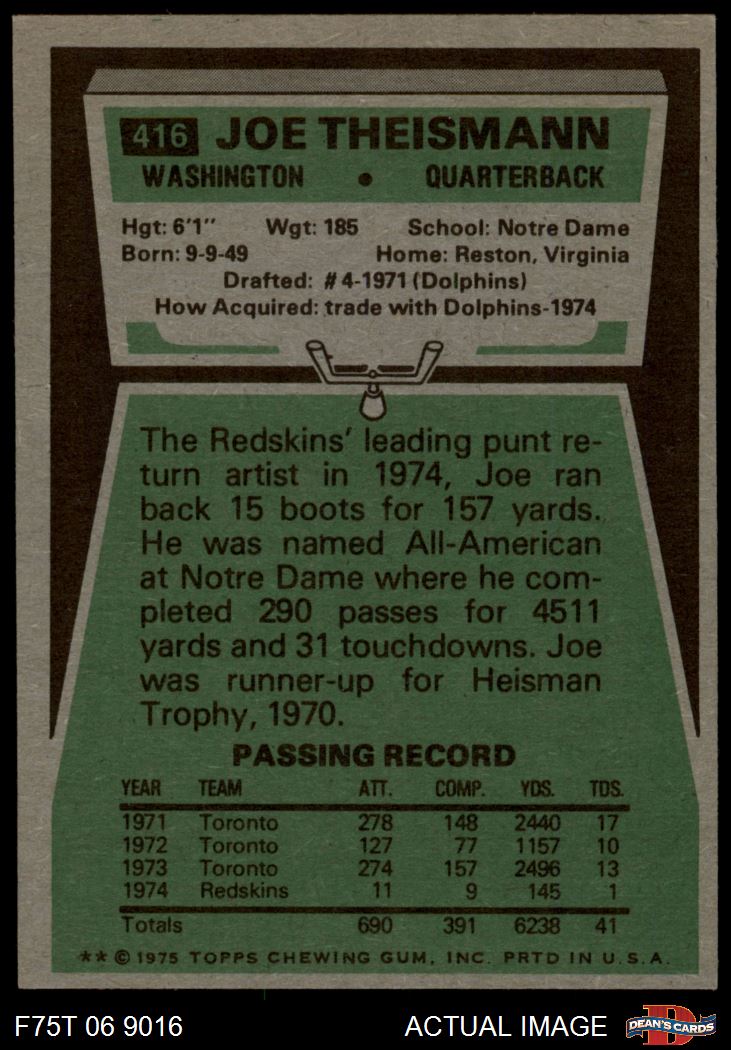 416 JOE THEISMANN
WASHINGTON • QUARTERBACK
Hgt: 6'1" Wgt: 185 School: Notre Dame
Born: 9-9-49 Home: Reston, Virginia
Drafted: #4-1971 (Dolphins)
How Acquired: trade with Dolphins-1974
The Redskins' leading punt re-
turn artist in 1974, Joe ran
back 15 boots for 157 yards.
He was named All-American
at Notre Dame where he com-
pleted 290 passes for 4511
yards and 31 touchdowns. Joe
was runner-up for Heisman
Trophy, 1970.
PASSING RECORD
YEAR TEAM ATT. COMP. YDS. TDS.
1971 Toronto 278 148 2440 17
1972 Toronto 127 77 1157 10
1973 Toronto 274 157 2496 13
1974 Redskins 11 9 145 1
Totals 690 391 6238 41
** © 1975 TOPPS CHEWING GUM, INC. PRTD IN U.S.A.
F75T 06 9016 ACTUAL IMAGE DEAN'S CARDS